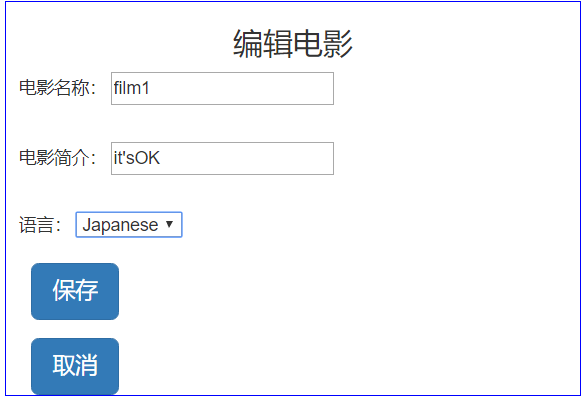 编辑电影
电影名称： film1
电影简介： it'sOK
语言： Japanese
保存
取消